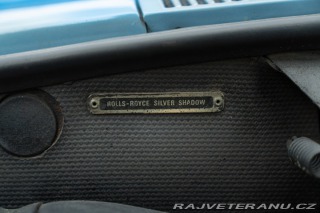 ROLLS-ROYCE SILVER SHADOW
RAJVETERANU.CZ